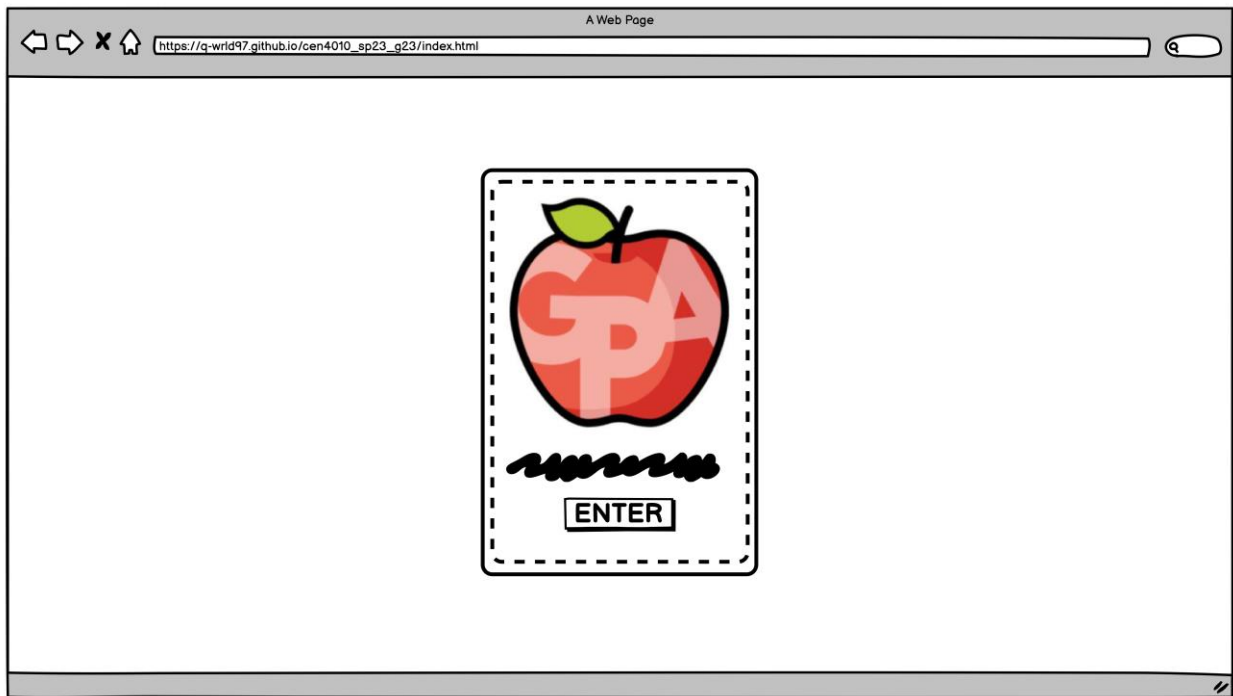 A Web Page
https://q-wrld97.github.io/cen4010_sp23_g23/index.html
GPA
ENTER